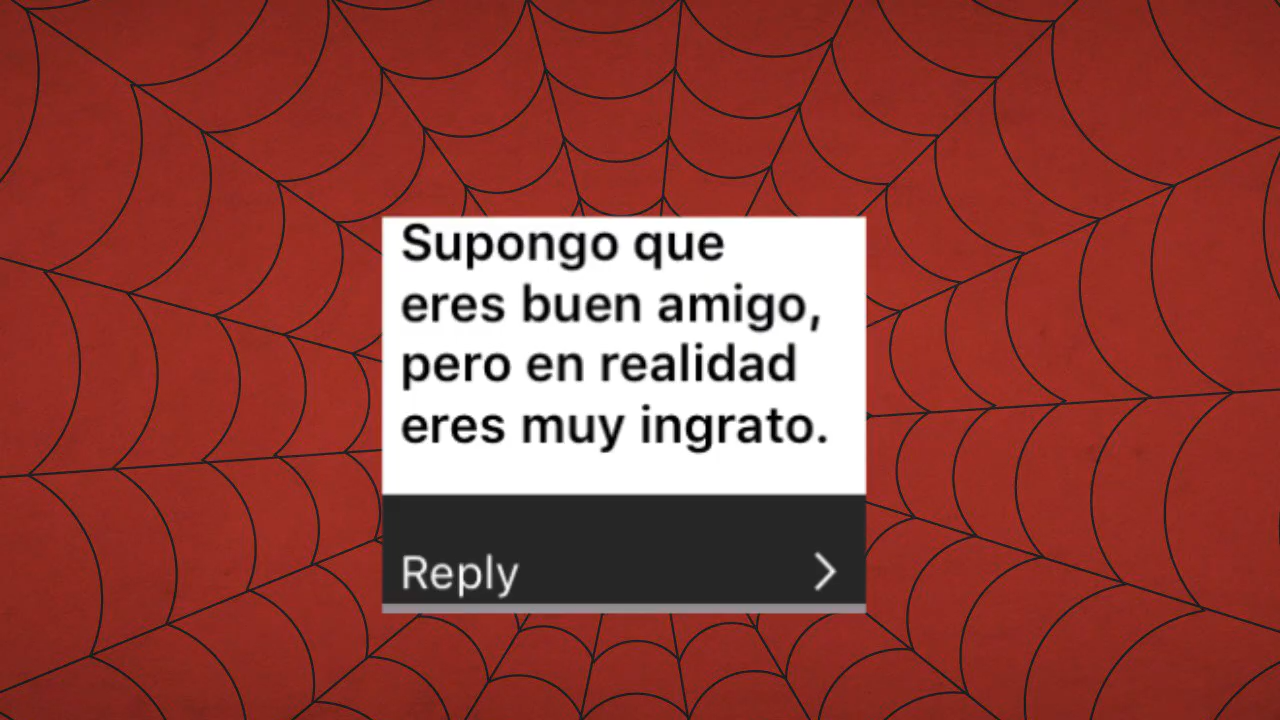 Supongo que
eres buen amigo,
pero en realidad
eres muy ingrato.
Reply